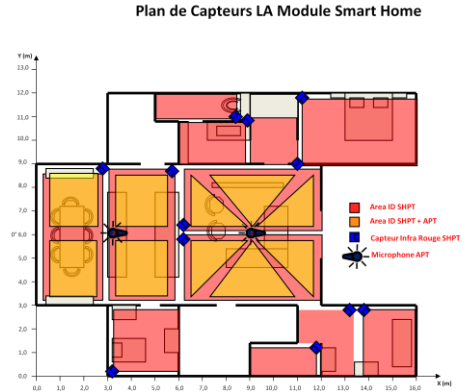 Plan de Capteurs LA Module Smart Home
Y (m)
13,0
12,0
11,0
10,0
9,0
8,0
7,0
0° 6,0
5,0
4,0
3,0
2,0
1,0
0,0
Area ID SHPT
Area ID SHPT + APT
Capteur Infra Rouge SHPT
Microphone APT
0,0 1,0 2,0 3,0 4,0 5,0 6,0 7,0 8,0 9,0 10,0 11,0 12,0 13,0 14,0 15,0 16,0 X (m)